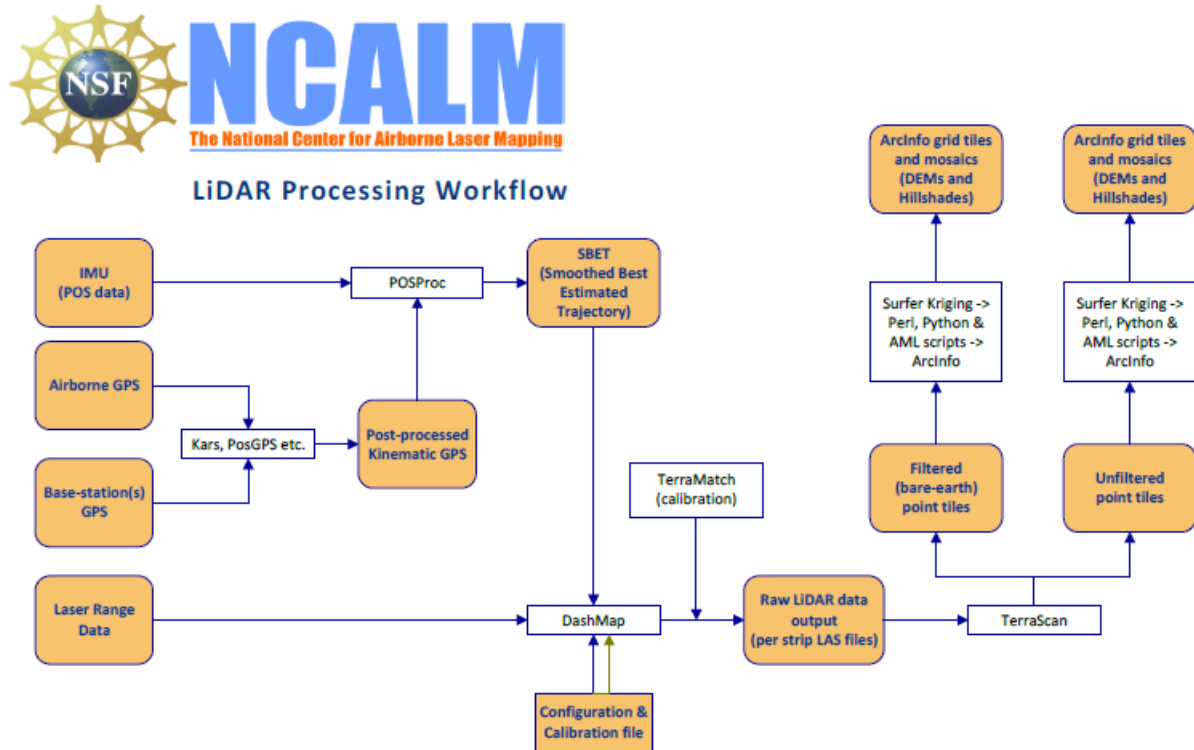 NSF
NCALM
The National Center for Airborne Laser Mapping
LiDAR Processing Workflow
IMU
(POS data)
POSProc
SBET
(Smoothed Best
Estimated
Trajectory)
Airborne GPS
Kars, PosGPS etc.
Post-processed
Kinematic GPS
Base-station(s)
GPS
Laser Range
Data
DashMap
Configuration &
Calibration file
TerraMatch
(calibration)
Raw LiDAR data
output
(per strip LAS files)
TerraScan
Filtered
(bare-earth)
point tiles
Unfiltered
point tiles
Surfer Kriging ->
Perl, Python &
AML scripts ->
ArcInfo
Surfer Kriging ->
Perl, Python &
AML scripts ->
ArcInfo
ArcInfo grid tiles
and mosaics
(DEMs and
Hillshades)
ArcInfo grid tiles
and mosaics
(DEMs and
Hillshades)